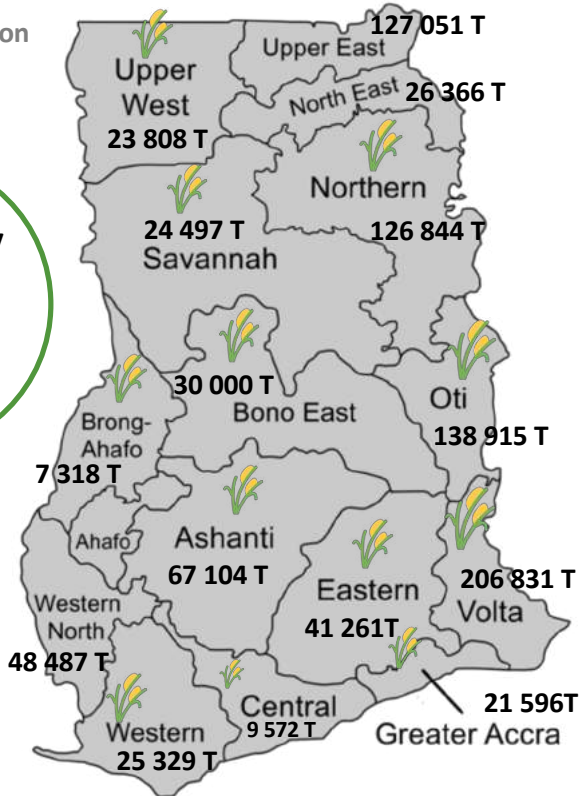 on
127 051 T
Upper East
Upper
West
23 808 T
North East
26 366 T
Northern
126 844 T
24 497 T
Savannah
30 000 T
Bono East
Oti
138 915 T
Brong-
Ahafo
7 318 T
Ahafo
Ashanti
67 104 T
Eastern
41 261T
206 831 T
Volta
Western
North
48 487 T
Western
25 329 T
Central
9 572 T
21 596T
Greater Accra